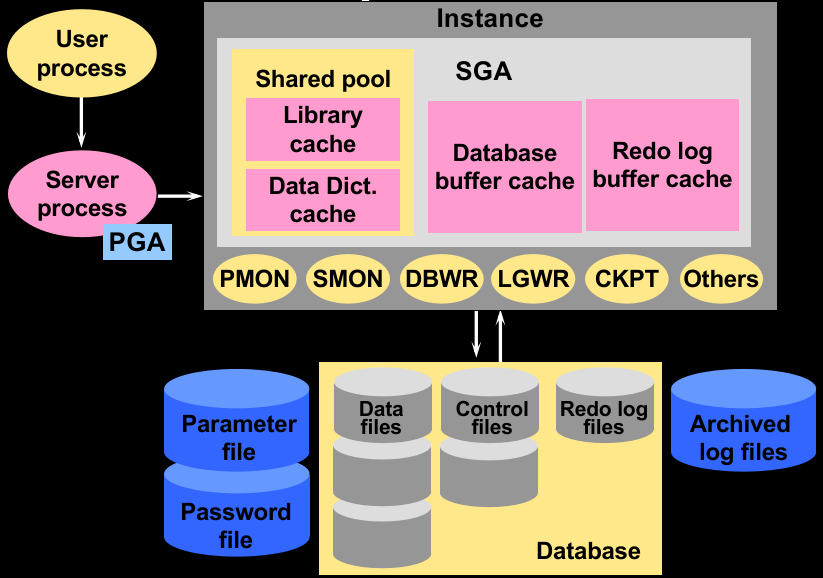 Instance
User
process
SGA
Shared pool
Library
cache
Data Dict.
cache
Database
buffer cache
Redo log
buffer cache
Server
process
PGA
PMON
SMON
DBWR
LGWR
CKPT
Others
Parameter
file
Password
file
Data
files
Control
files
Redo log
files
Archived
log files
Database